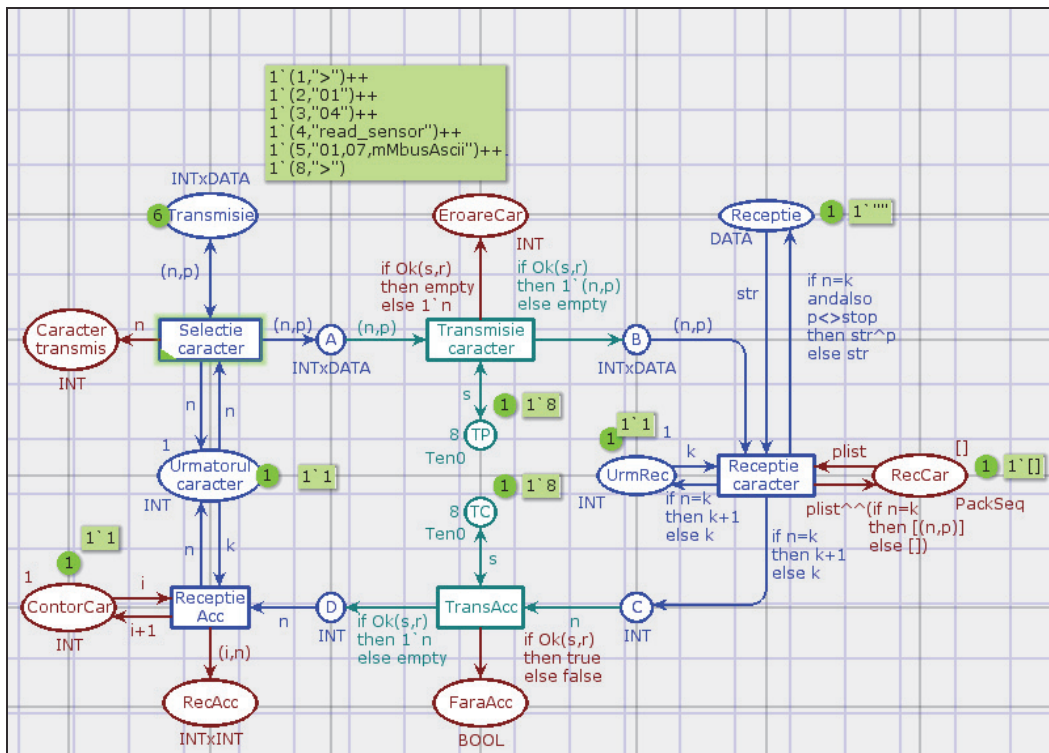 1`(1,">")++
1`(2,"01")++
1`(3,"04")++
1`(4,"read_sensor")++
1`(5,"01,07,mMbusAscii")++
1`(8,">")
INTxDATA
6
Transmisie
EroareCar
INT
Receptie
1
1`""
DATA
(n,p)
if Ok(s,r)
then empty
else 1`n
if Ok(s,r)
then 1`(n,p)
else empty
str
if n=k
andalso
p<>stop
then str^p
else str
Caracter
transmis
INT
n
Selectie
caracter
(n,p)
A
INTxDATA
(n,p)
Transmisie
caracter
B
INTxDATA
(n,p)
n
n
s
1
1`8
8
TP
Ten0
1
Urmatorul
caracter
INT
1
1`1
1`1
1
1
UrmRec
INT
k
if n=k
then k+1
else k
Receptie
caracter
plist
[]
RecCar
1
1`[]
PackSeq
plist^^(if n=k
then [(n,p)]
else [])
1
1`8
8
TC
Ten0
s
if n=k
then k+1
else k
1`1
1
1
ContorCar
INT
i
i+1
n
k
Receptie
Acc
n
D
INT
if Ok(s,r)
then 1`n
else empty
TransAcc
n
C
INT
(i,n)
RecAcc
INTxINT
if Ok(s,r)
then true
else false
FaraAcc
BOOL